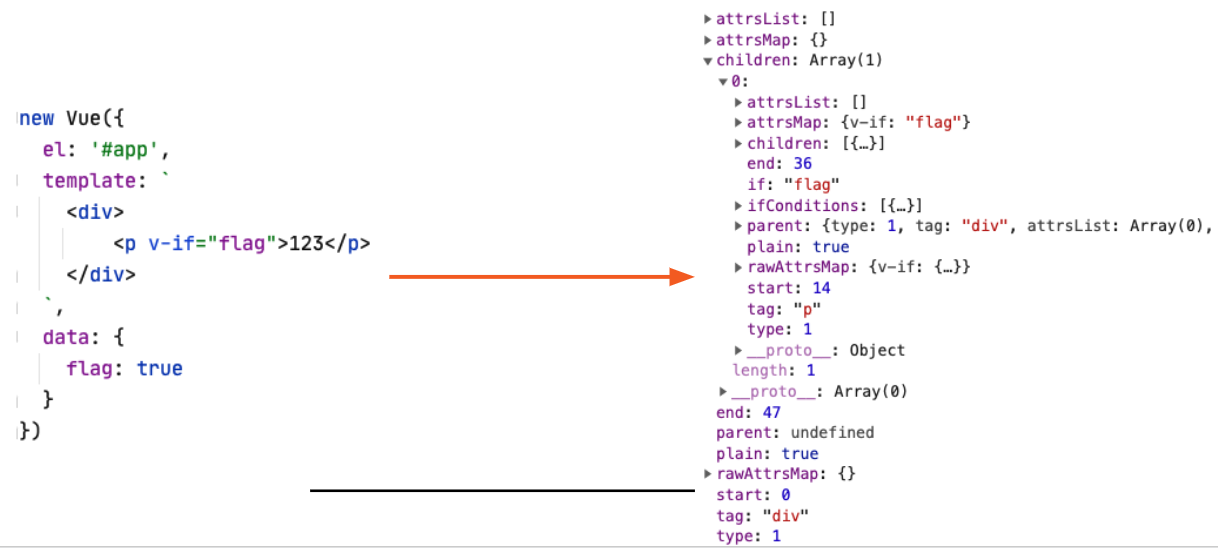 new Vue({
  el: '#app',
  template: `
    <div>
        <p v-if="flag">123</p>
    </div>
  `,
  data: {
    flag: true
  }
})
attrsList: []
attrsMap: {}
children: Array(1)
0:
attrsList: []
attrsMap: {v-if: "flag"}
children: [{…}]
end: 36
if: "flag"
ifConditions: [{…}]
parent: {type: 1, tag: "div", attrsList: Array(0),
plain: true
rawAttrsMap: {v-if: {…}}
start: 14
tag: "p"
type: 1
__proto__: Object
length: 1
__proto__: Array(0)
end: 47
parent: undefined
plain: true
rawAttrsMap: {}
start: 0
tag: "div"
type: 1